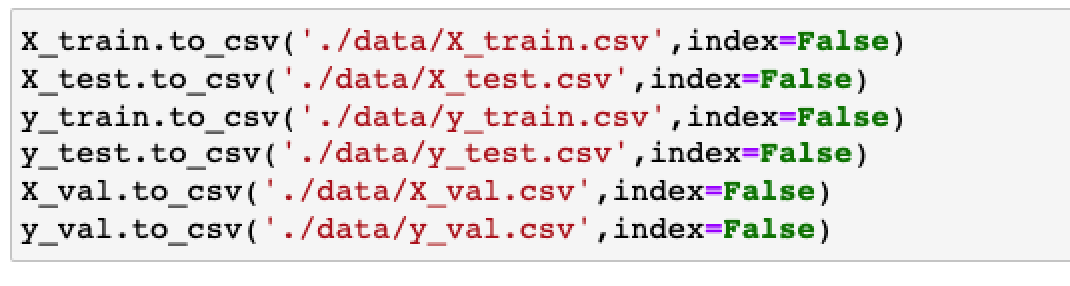 X_train.to_csv('./data/X_train.csv',index=False)
X_test.to_csv('./data/X_test.csv',index=False)
y_train.to_csv('./data/y_train.csv',index=False)
y_test.to_csv('./data/y_test.csv',index=False)
X_val.to_csv('./data/X_val.csv',index=False)
y_val.to_csv('./data/y_val.csv',index=False)